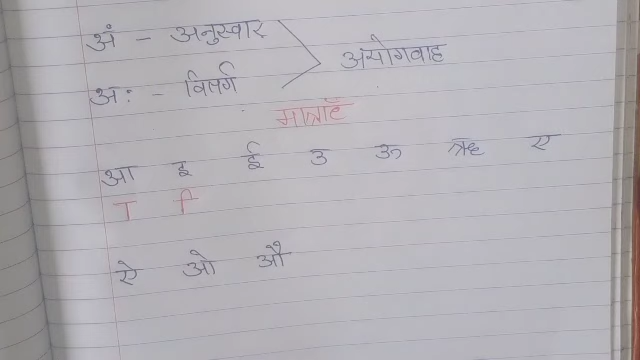 अं - अनुस्वार
अयोगवाह
अः - विसर्ग
मात्राएँ
आ इ ई उ ऊ ऋ ए
ा ि
ऐ ओ औ